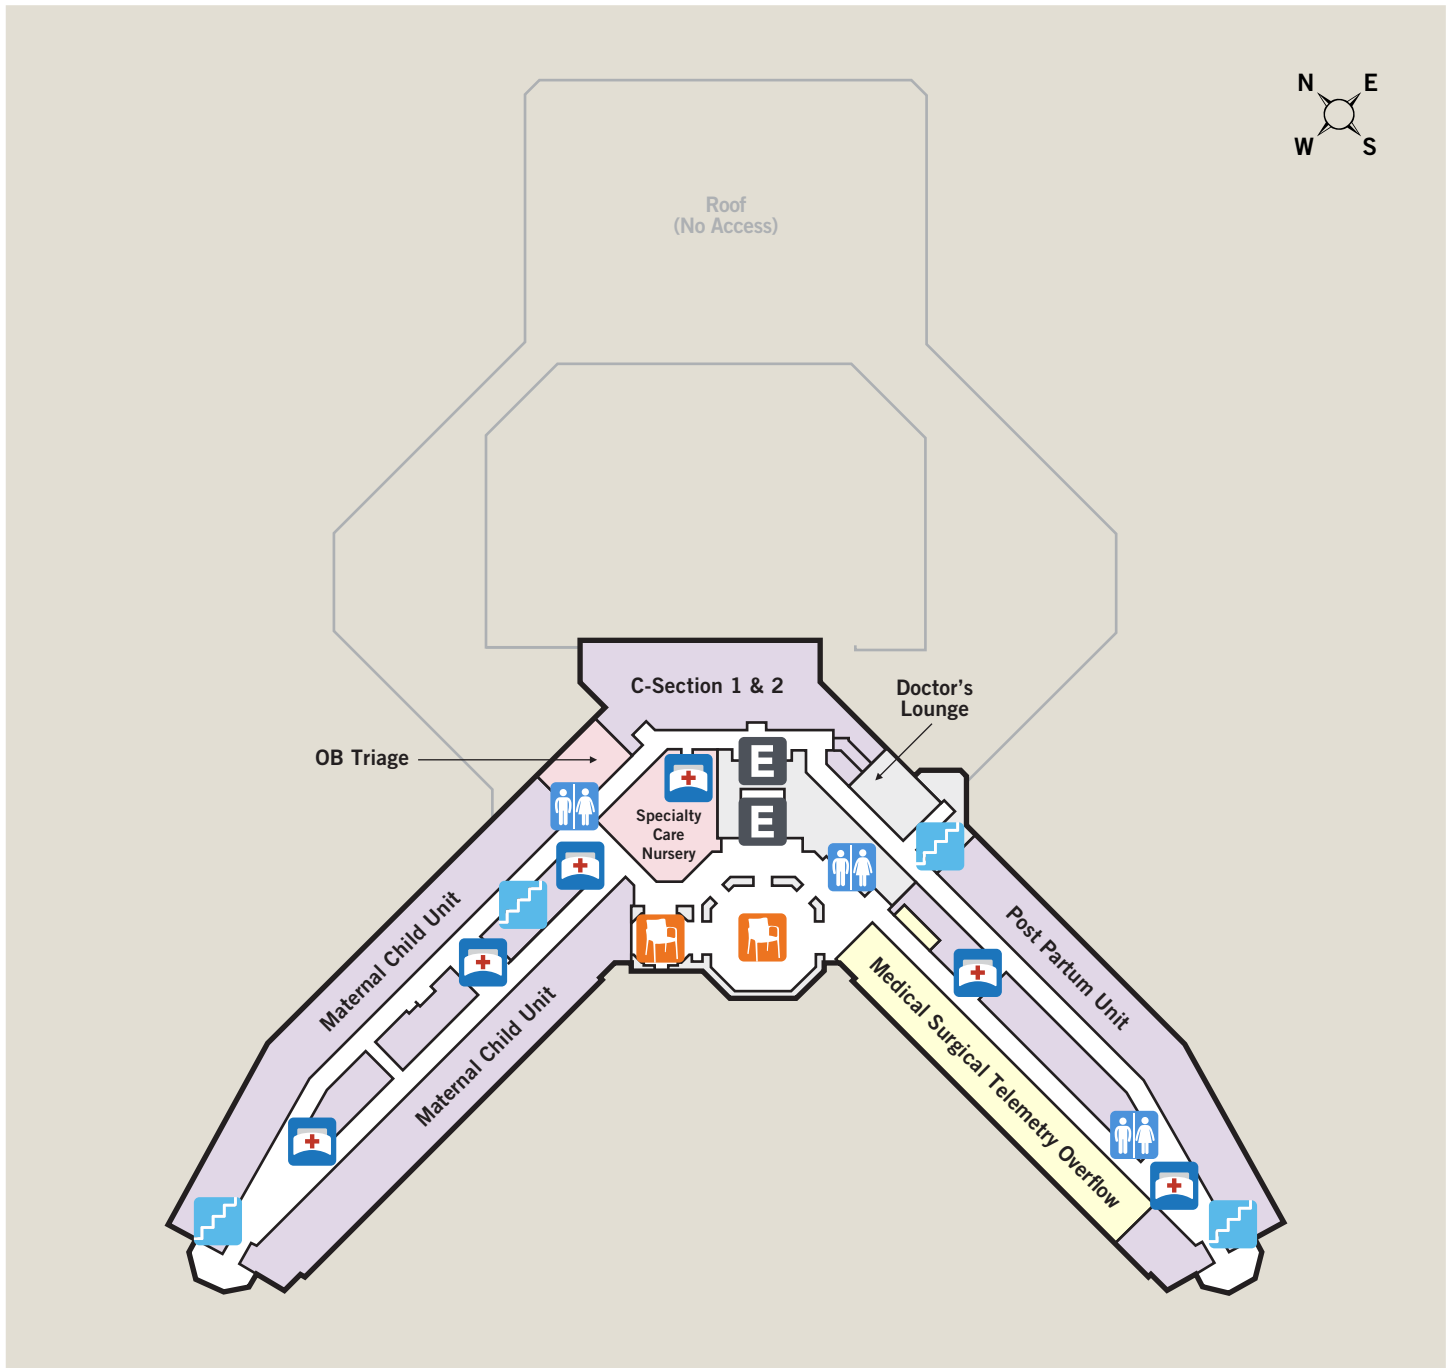 N E
W S
Roof
(No Access)
C-Section 1 & 2
Doctor's
Lounge
OB Triage
E
E
Specialty
Care
Nursery
Maternal Child Unit
Maternal Child Unit
Post Partum Unit
Medical Surgical Telemetry Overflow